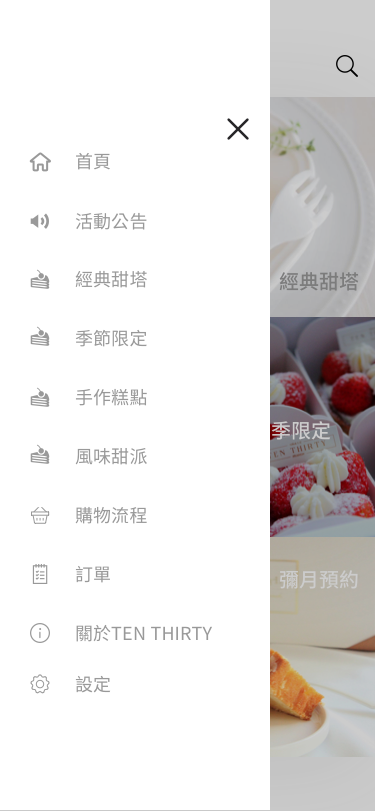 首頁
活動公告
經典甜塔
季節限定
手作糕點
風味甜派
購物流程
訂單
關於TEN THIRTY
設定
經典甜塔
季限定
EN THIRTY
彌月預約